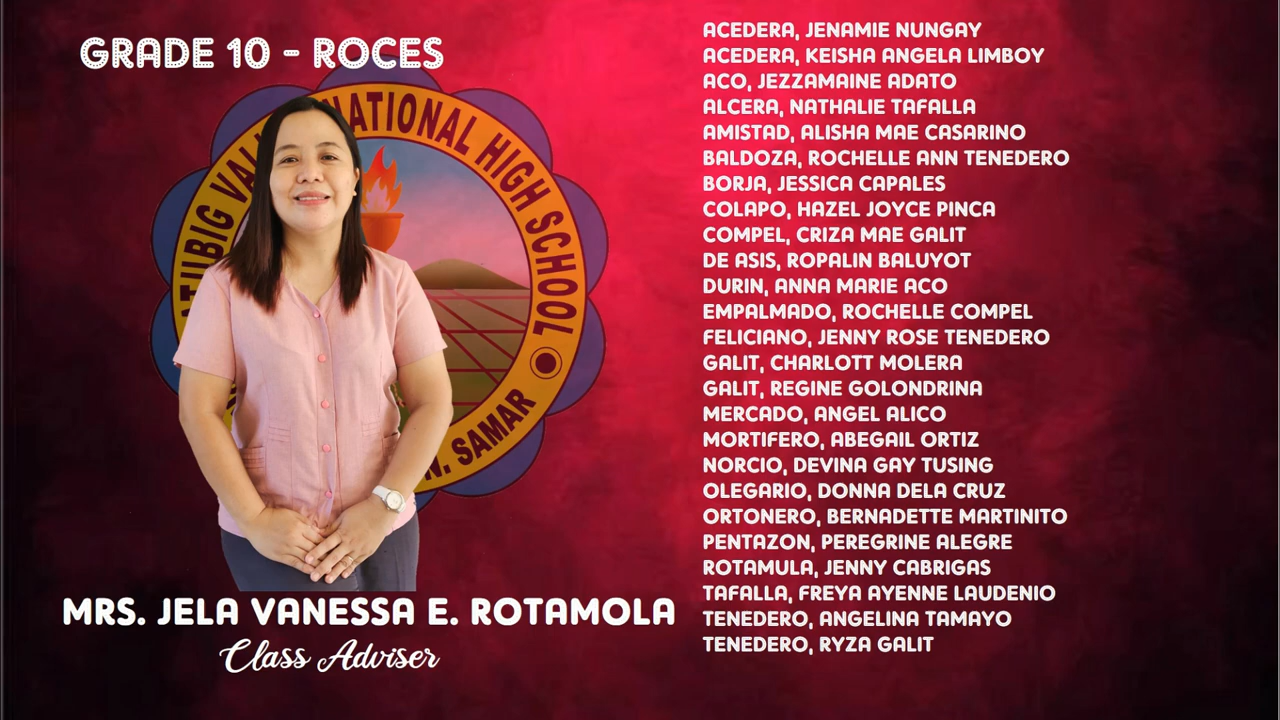 GRADE 10 - ROCES
NATIONAL HIGH SCHOOL
N. SAMAR
MRS. JELA VANESSA E. ROTAMOLA
Class Adviser
ACEDERA, JENAMIE NUNGAY
ACEDERA, KEISHA ANGELA LIMBOY
ACO, JEZZAMAINE ADATO
ALCERA, NATHALIE TAFALLA
AMISTAD, ALISHA MAE CASARINO
BALDOZA, ROCHELLE ANN TENEDERO
BORJA, JESSICA CAPALES
COLAPO, HAZEL JOYCE PINCA
COMPEL, CRIZA MAE GALIT
DE ASIS, ROPALIN BALUYOT
DURIN, ANNA MARIE ACO
EMPALMADO, ROCHELLE COMPEL
FELICIANO, JENNY ROSE TENEDERO
GALIT, CHARLOTT MOLERA
GALIT, REGINE GOLONDRINA
MERCADO, ANGEL ALICO
MORTIFERO, ABEGAIL ORTIZ
NORCIO, DEVINA GAY TUSING
OLEGARIO, DONNA DELA CRUZ
ORTONERO, BERNADETTE MARTINITO
PENTAZON, PEREGRINE ALEGRE
ROTAMULA, JENNY CABRIGAS
TAFALLA, FREYA AYENNE LAUDENIO
TENEDERO, ANGELINA TAMAYO
TENEDERO, RYZA GALIT